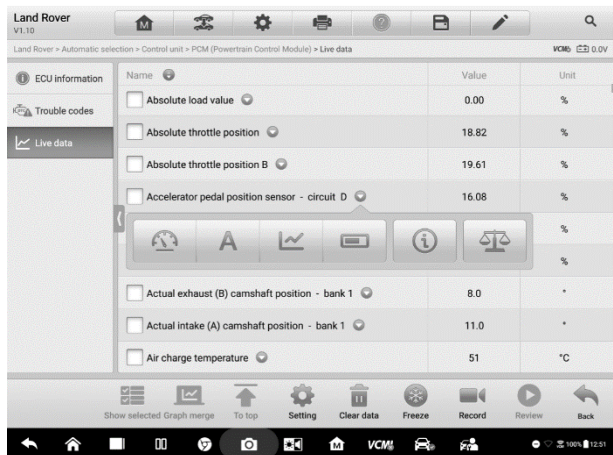 Land Rover
V1.10
Land Rover > Automatic selection > Control unit > PCM (Powertrain Control Module) > Live data
VCMI6 0.0V
ECU information
Trouble codes
Live data
Name Value Unit
Absolute load value 0.00 %
Absolute throttle position 18.82 %
Absolute throttle position B 19.61 %
Accelerator pedal position sensor - circuit D 16.08 %
%
A
%
Actual exhaust (B) camshaft position - bank 1 8.0 °
Actual intake (A) camshaft position - bank 1 11.0 °
Air charge temperature 51 °C
Show selected Graph merge To top Setting Clear data Freeze Record Review Back
M VCMI 100% 12:51